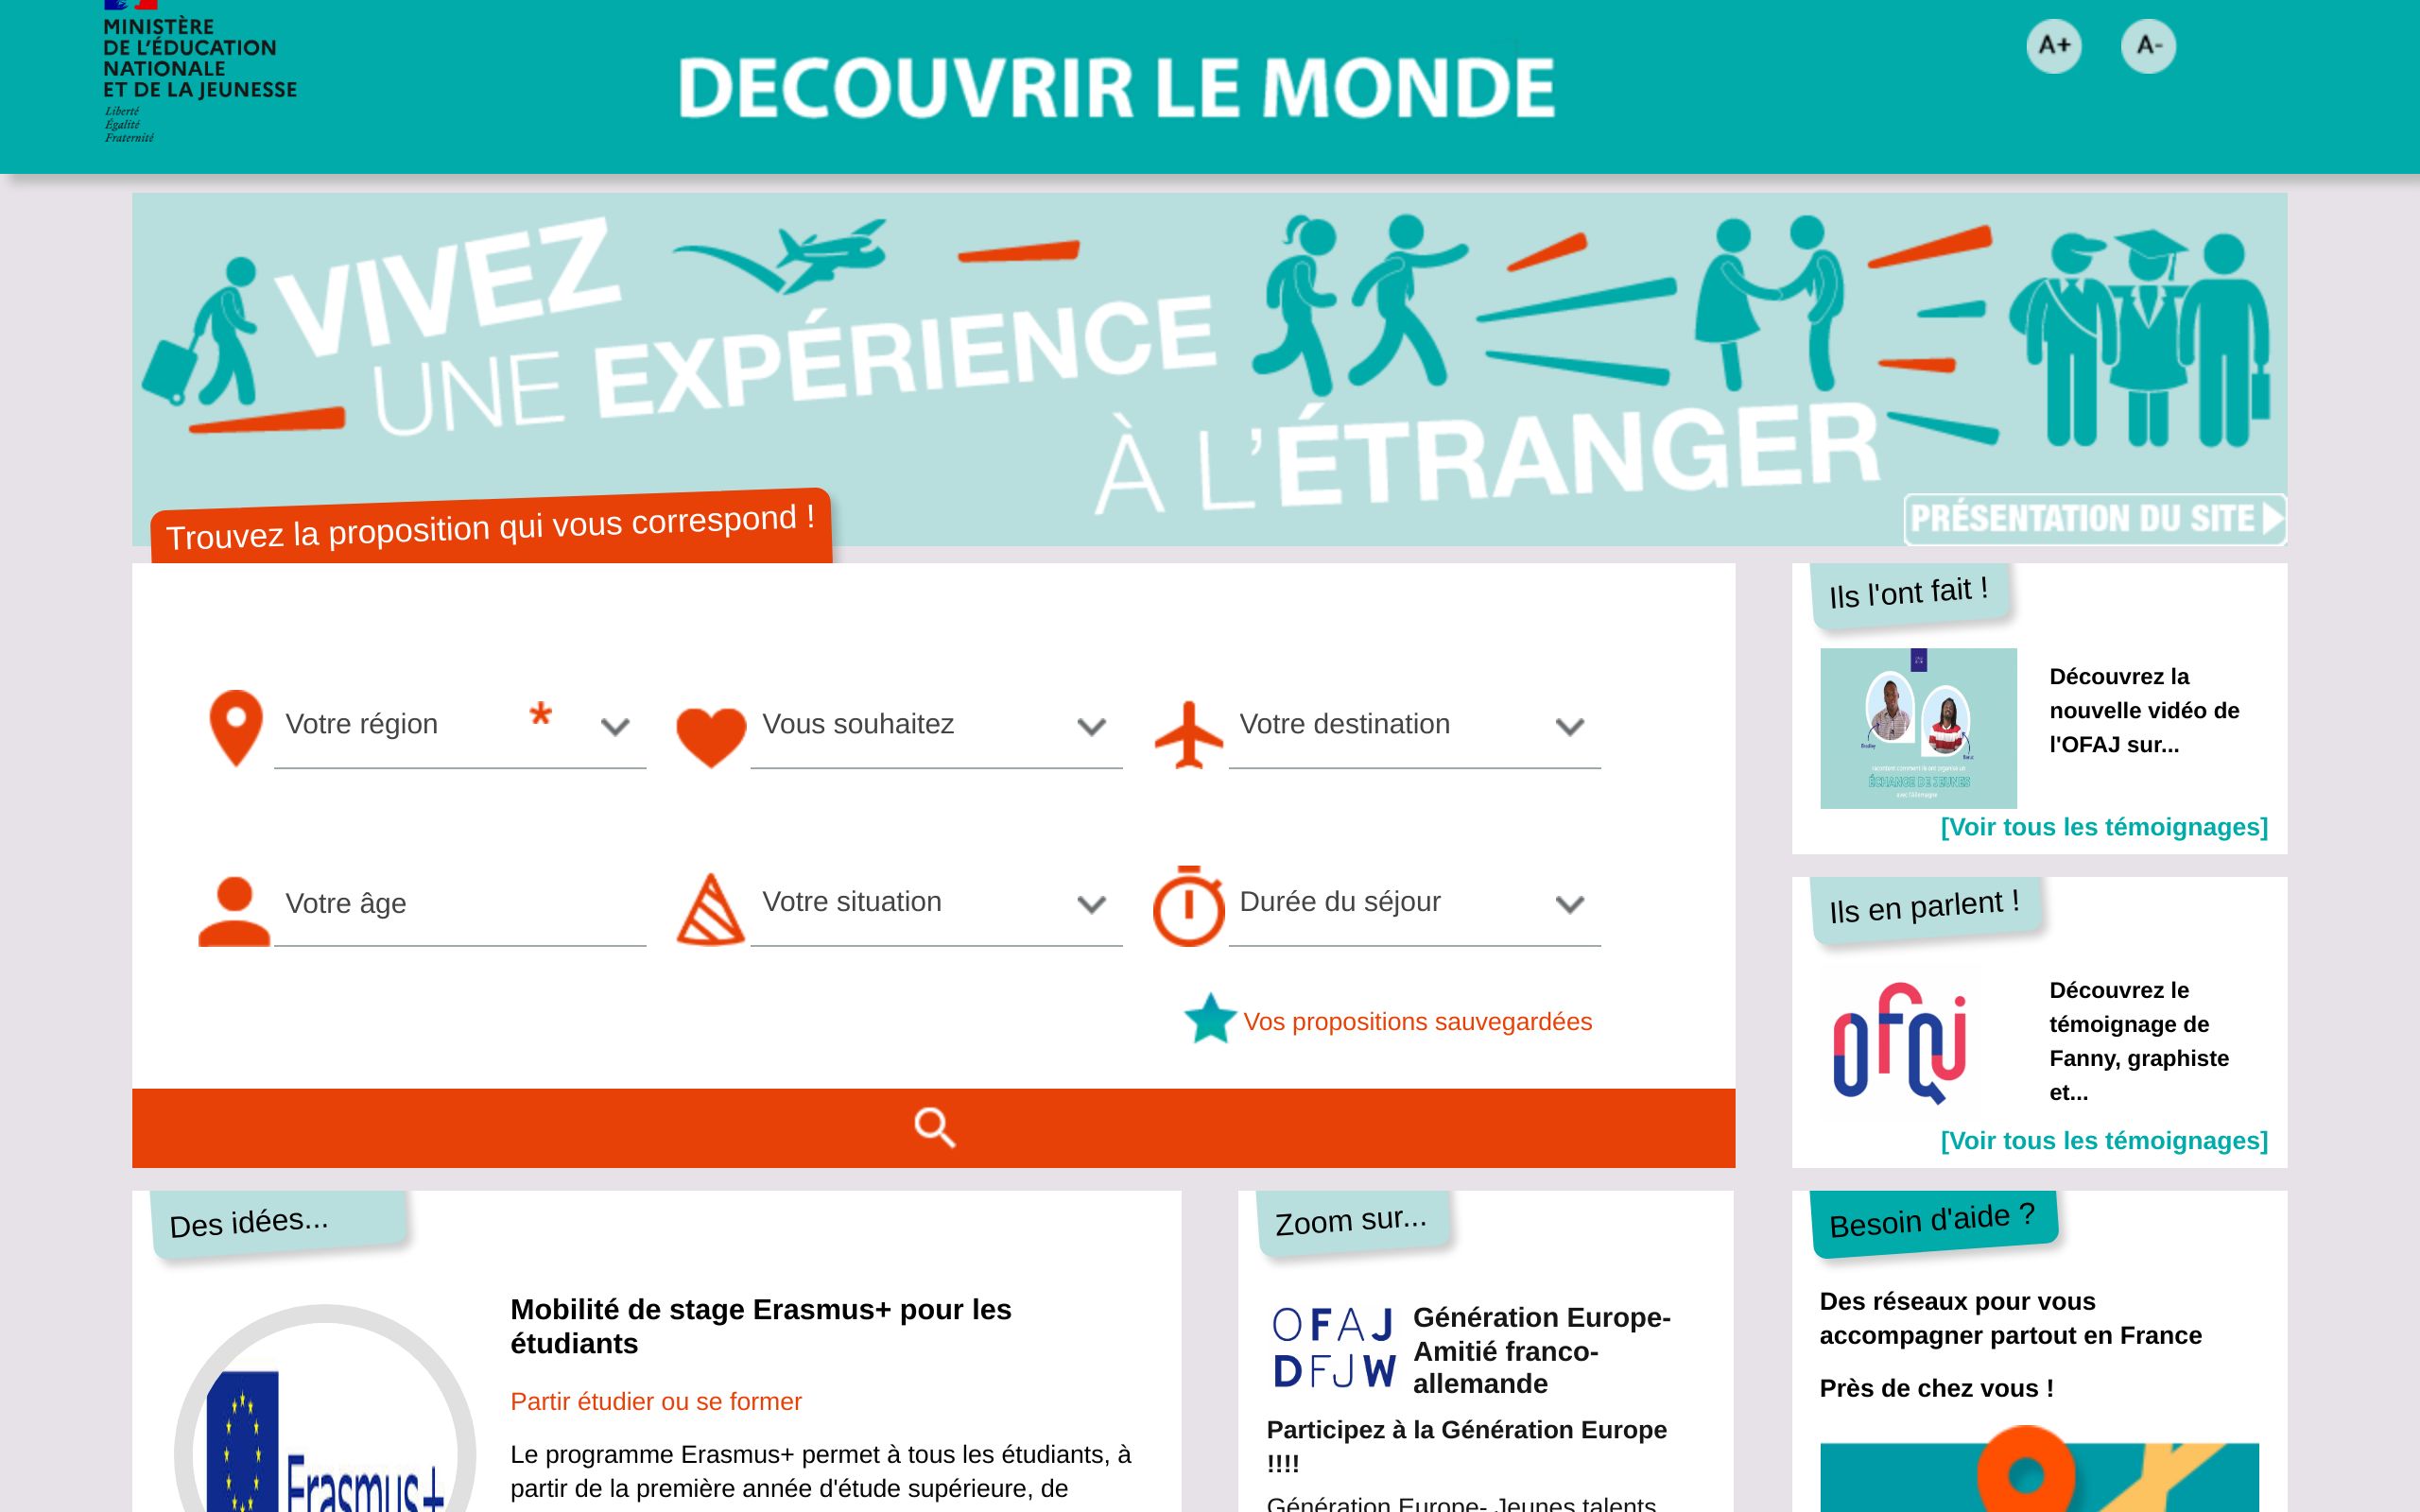 MINISTÈRE
DE L'ÉDUCATION
NATIONALE
ET DE LA JEUNESSE
Liberté
Égalité
Fraternité
DECOUVRIR LE MONDE
A+
A-
VIVEZ
UNE EXPÉRIENCE
À L'ÉTRANGER
PRÉSENTATION DU SITE
Trouvez la proposition qui vous correspond !
Votre région *
Vous souhaitez
Votre destination
Votre âge
Votre situation
Durée du séjour
Vos propositions sauvegardées
Ils l'ont fait !
ÉCHANGE DE JEUNES
avec l'Allemagne
Découvrez la
nouvelle vidéo de
l'OFAJ sur...
[Voir tous les témoignages]
Ils en parlent !
ofaj
Découvrez le
témoignage de
Fanny, graphiste
et...
[Voir tous les témoignages]
Des idées...
Erasmus+
Mobilité de stage Erasmus+ pour les
étudiants
Partir étudier ou se former
Le programme Erasmus+ permet à tous les étudiants, à
partir de la première année d'étude supérieure, de
Zoom sur...
OFAJ
DFJW
Génération Europe-
Amitié franco-
allemande
Participez à la Génération Europe
!!!!
Génération Europe- Jeunes talents
Besoin d'aide ?
Des réseaux pour vous
accompagner partout en France
Près de chez vous !